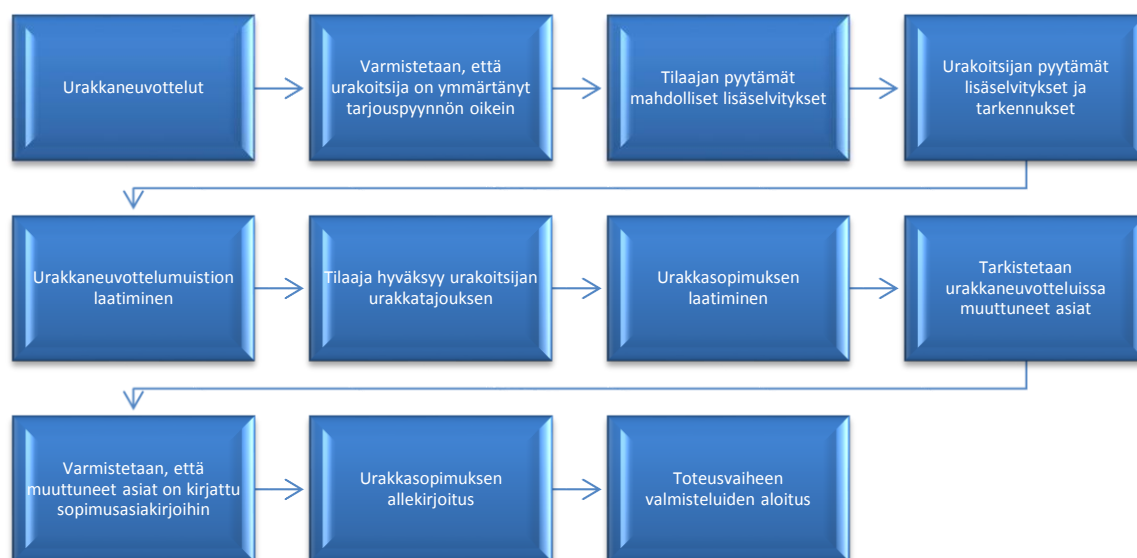 Urakkaneuvottelut
Varmistetaan, että
urakoitsija on ymmärtänyt
tarjouspyynnön oikein
Tilaajan pyytämät
mahdolliset lisäselvitykset
Urakoitsijan pyytämät
lisäselvitykset ja
tarkennukset
Urakkaneuvottelumuistion
laatiminen
Tilaaja hyväksyy urakoitsijan
urakkatajouksen
Urakkasopimuksen
laatiminen
Tarkistetaan
urakkaneuvotteluissa
muuttuneet asiat
Varmistetaan, että
muuttuneet asiat on kirjattu
sopimusasiakirjoihin
Urakkasopimuksen
allekirjoitus
Toteusvaiheen
valmisteluiden aloitus